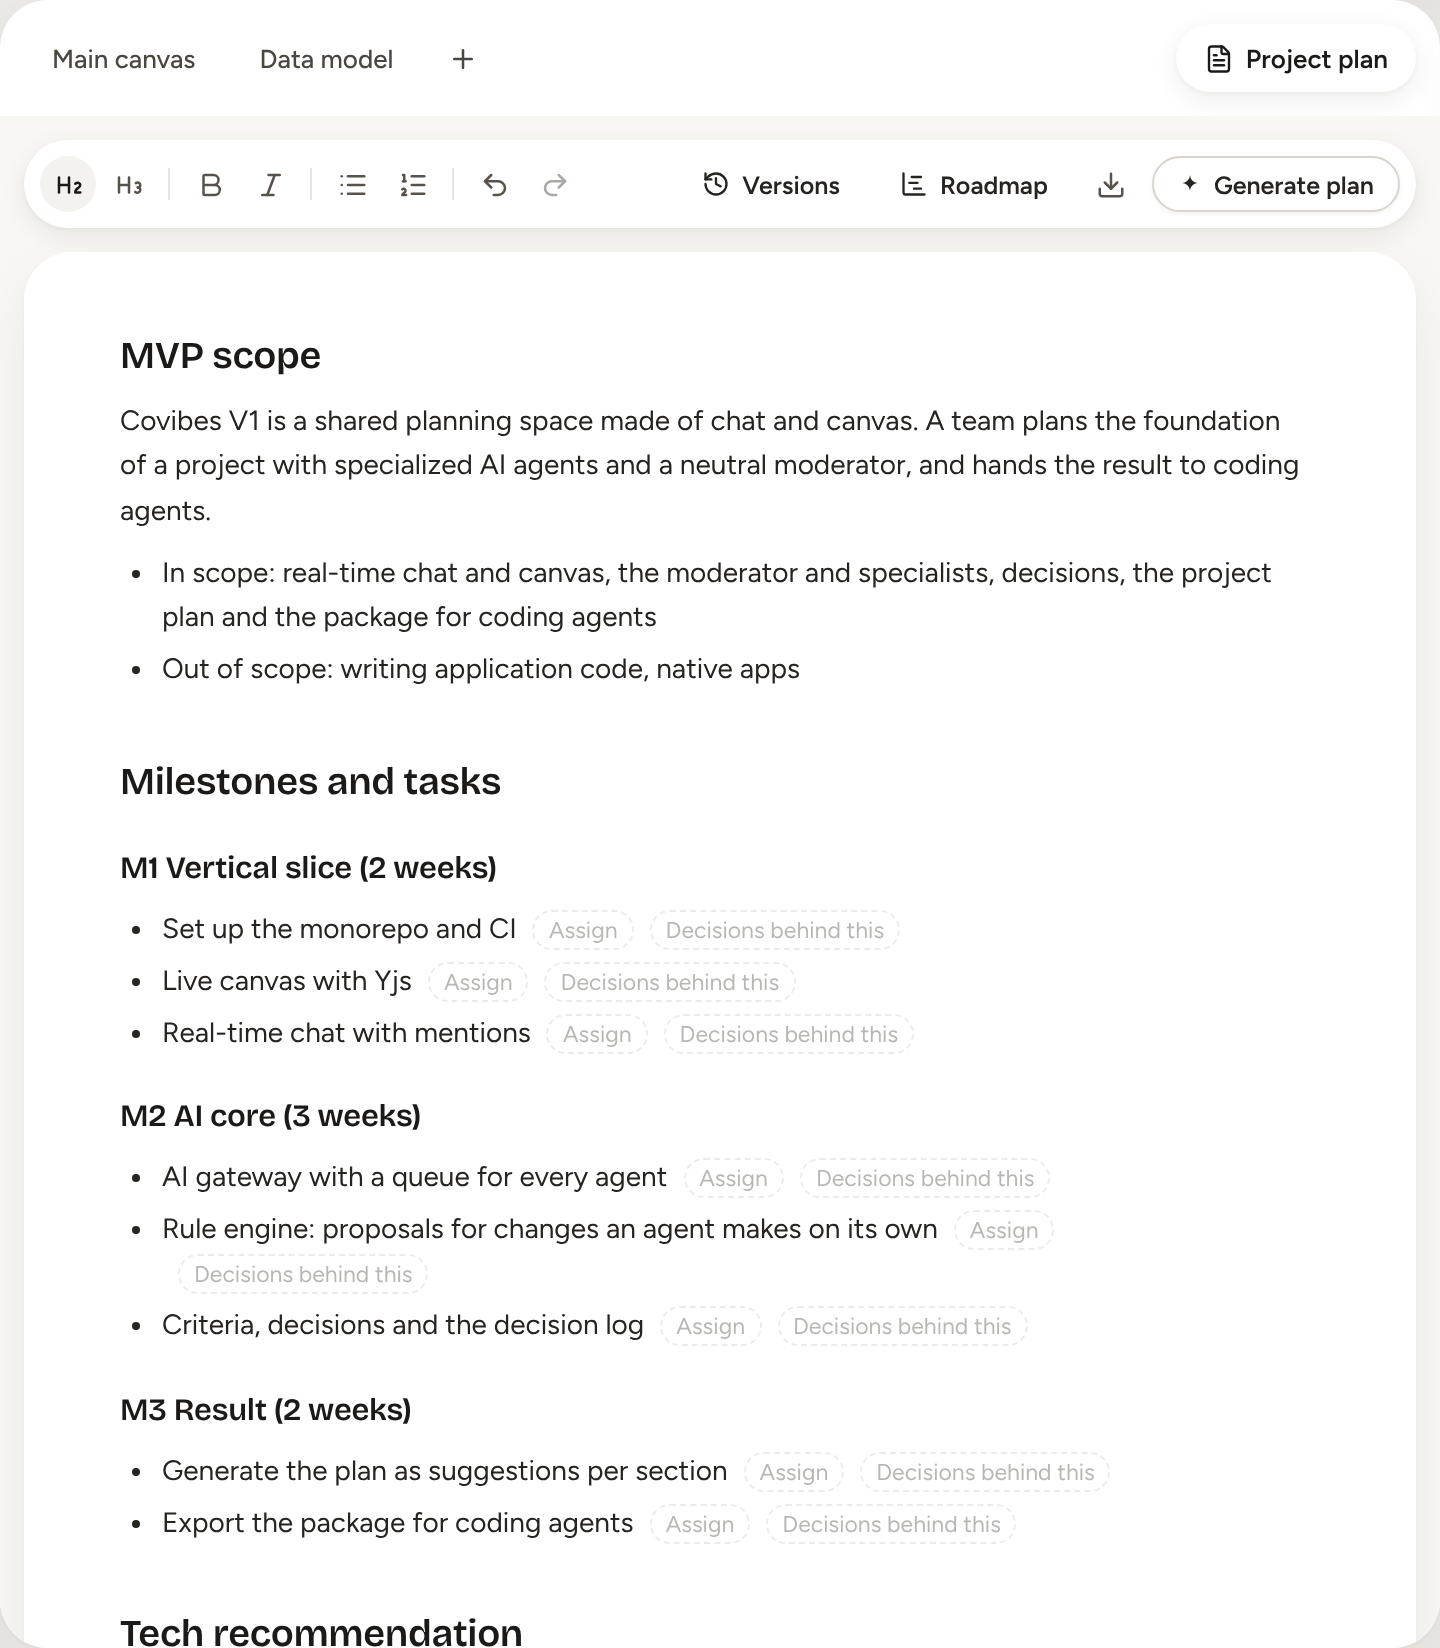 Main canvas
Data model
Project plan
H2
H3
B
I
Versions
Roadmap
Generate plan
MVP scope
Covibes V1 is a shared planning space made of chat and canvas. A team plans the foundation
of a project with specialized AI agents and a neutral moderator, and hands the result to coding
agents.
In scope: real-time chat and canvas, the moderator and specialists, decisions, the project
plan and the package for coding agents
Out of scope: writing application code, native apps
Milestones and tasks
M1 Vertical slice (2 weeks)
Set up the monorepo and CI Assign Decisions behind this
Live canvas with Yjs Assign Decisions behind this
Real-time chat with mentions Assign Decisions behind this
M2 AI core (3 weeks)
AI gateway with a queue for every agent Assign Decisions behind this
Rule engine: proposals for changes an agent makes on its own Assign
Decisions behind this
Criteria, decisions and the decision log Assign Decisions behind this
M3 Result (2 weeks)
Generate the plan as suggestions per section Assign Decisions behind this
Export the package for coding agents Assign Decisions behind this
Tech recommendation